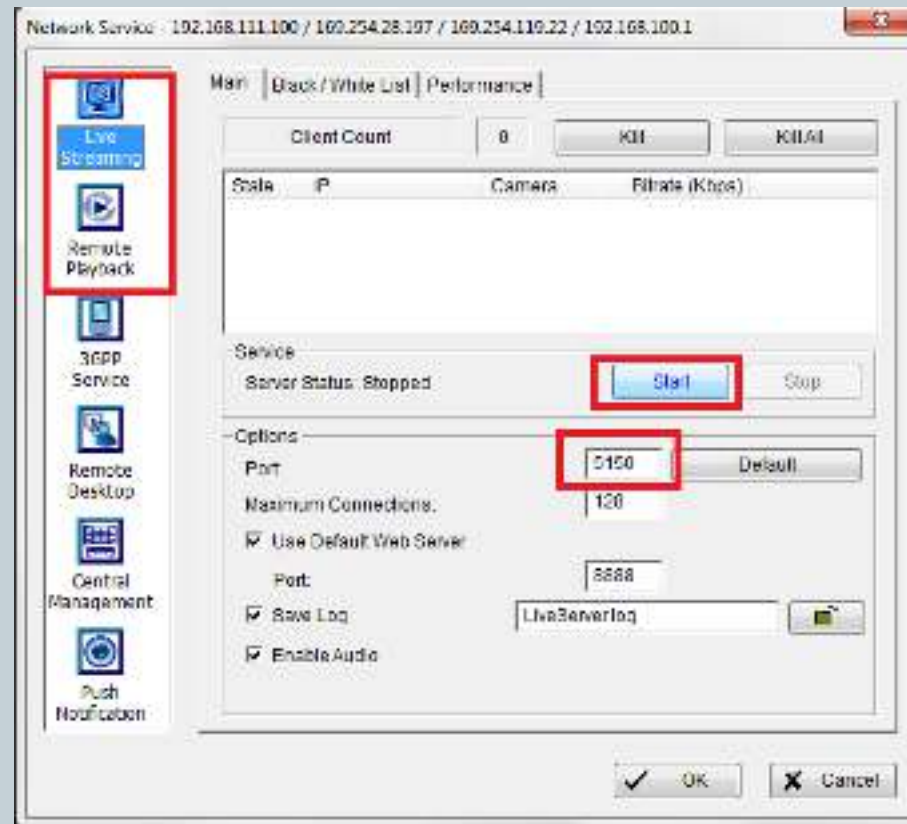 Network Service - 192.168.111.100 / 169.254.28.197 / 169.254.119.22 / 192.168.100.1
Live
Streaming
Remote
Playback
3GPP
Service
Remote
Desktop
Central
Management
Push
Notification
Main Black / White List Performance
Client Count 0 Kill Kill All
State IP Camera Bitrate (Kbps)
Service
Server Status: Stopped Start Stop
Options
Port 5150 Default
Maximum Connections: 128
Use Default Web Server
Port: 8888
Save Log LiveServerlog
Enable Audio
OK Cancel